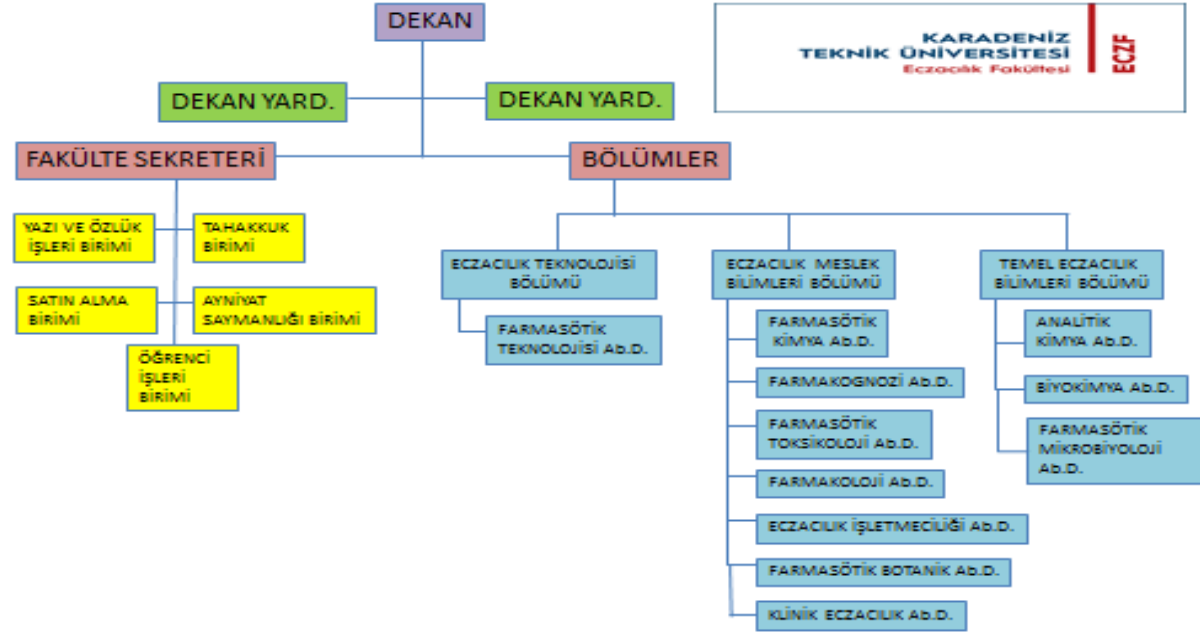 DEKAN
KARADENİZ
TEKNİK ÜNİVERSİTESİ
Eczacılık Fakültesi
ECZF
DEKAN YARD.
DEKAN YARD.
FAKÜLTE SEKRETERİ
BÖLÜMLER
YAZI VE ÖZLÜK
İŞLERİ BİRİMİ
TAHAKKUK
BİRİMİ
SATIN ALMA
BİRİMİ
AYNİYAT
SAYMANLIĞI BİRİMİ
ÖĞRENCİ
İŞLERİ
BİRİMİ
ECZACILIK TEKNOLOJİSİ
BÖLÜMÜ
FARMASÖTİK
TEKNOLOJİSİ Ab.D.
ECZACILIK MESLEK
BİLİMLERİ BÖLÜMÜ
FARMASÖTİK
KİMYA Ab.D.
FARMAKOGNOZİ Ab.D.
FARMASÖTİK
TOKSİKOLOJİ Ab.D.
FARMAKOLOJİ Ab.D.
ECZACILIK İŞLETMECİLİĞİ Ab.D.
FARMASÖTİK BOTANİK Ab.D.
KLİNİK ECZACILIK Ab.D.
TEMEL ECZACILIK
BİLİMLERİ BÖLÜMÜ
ANALİTİK
KİMYA Ab.D.
BİYOKİMYA Ab.D.
FARMASÖTİK
MİKROBİYOLOJİ
Ab.D.